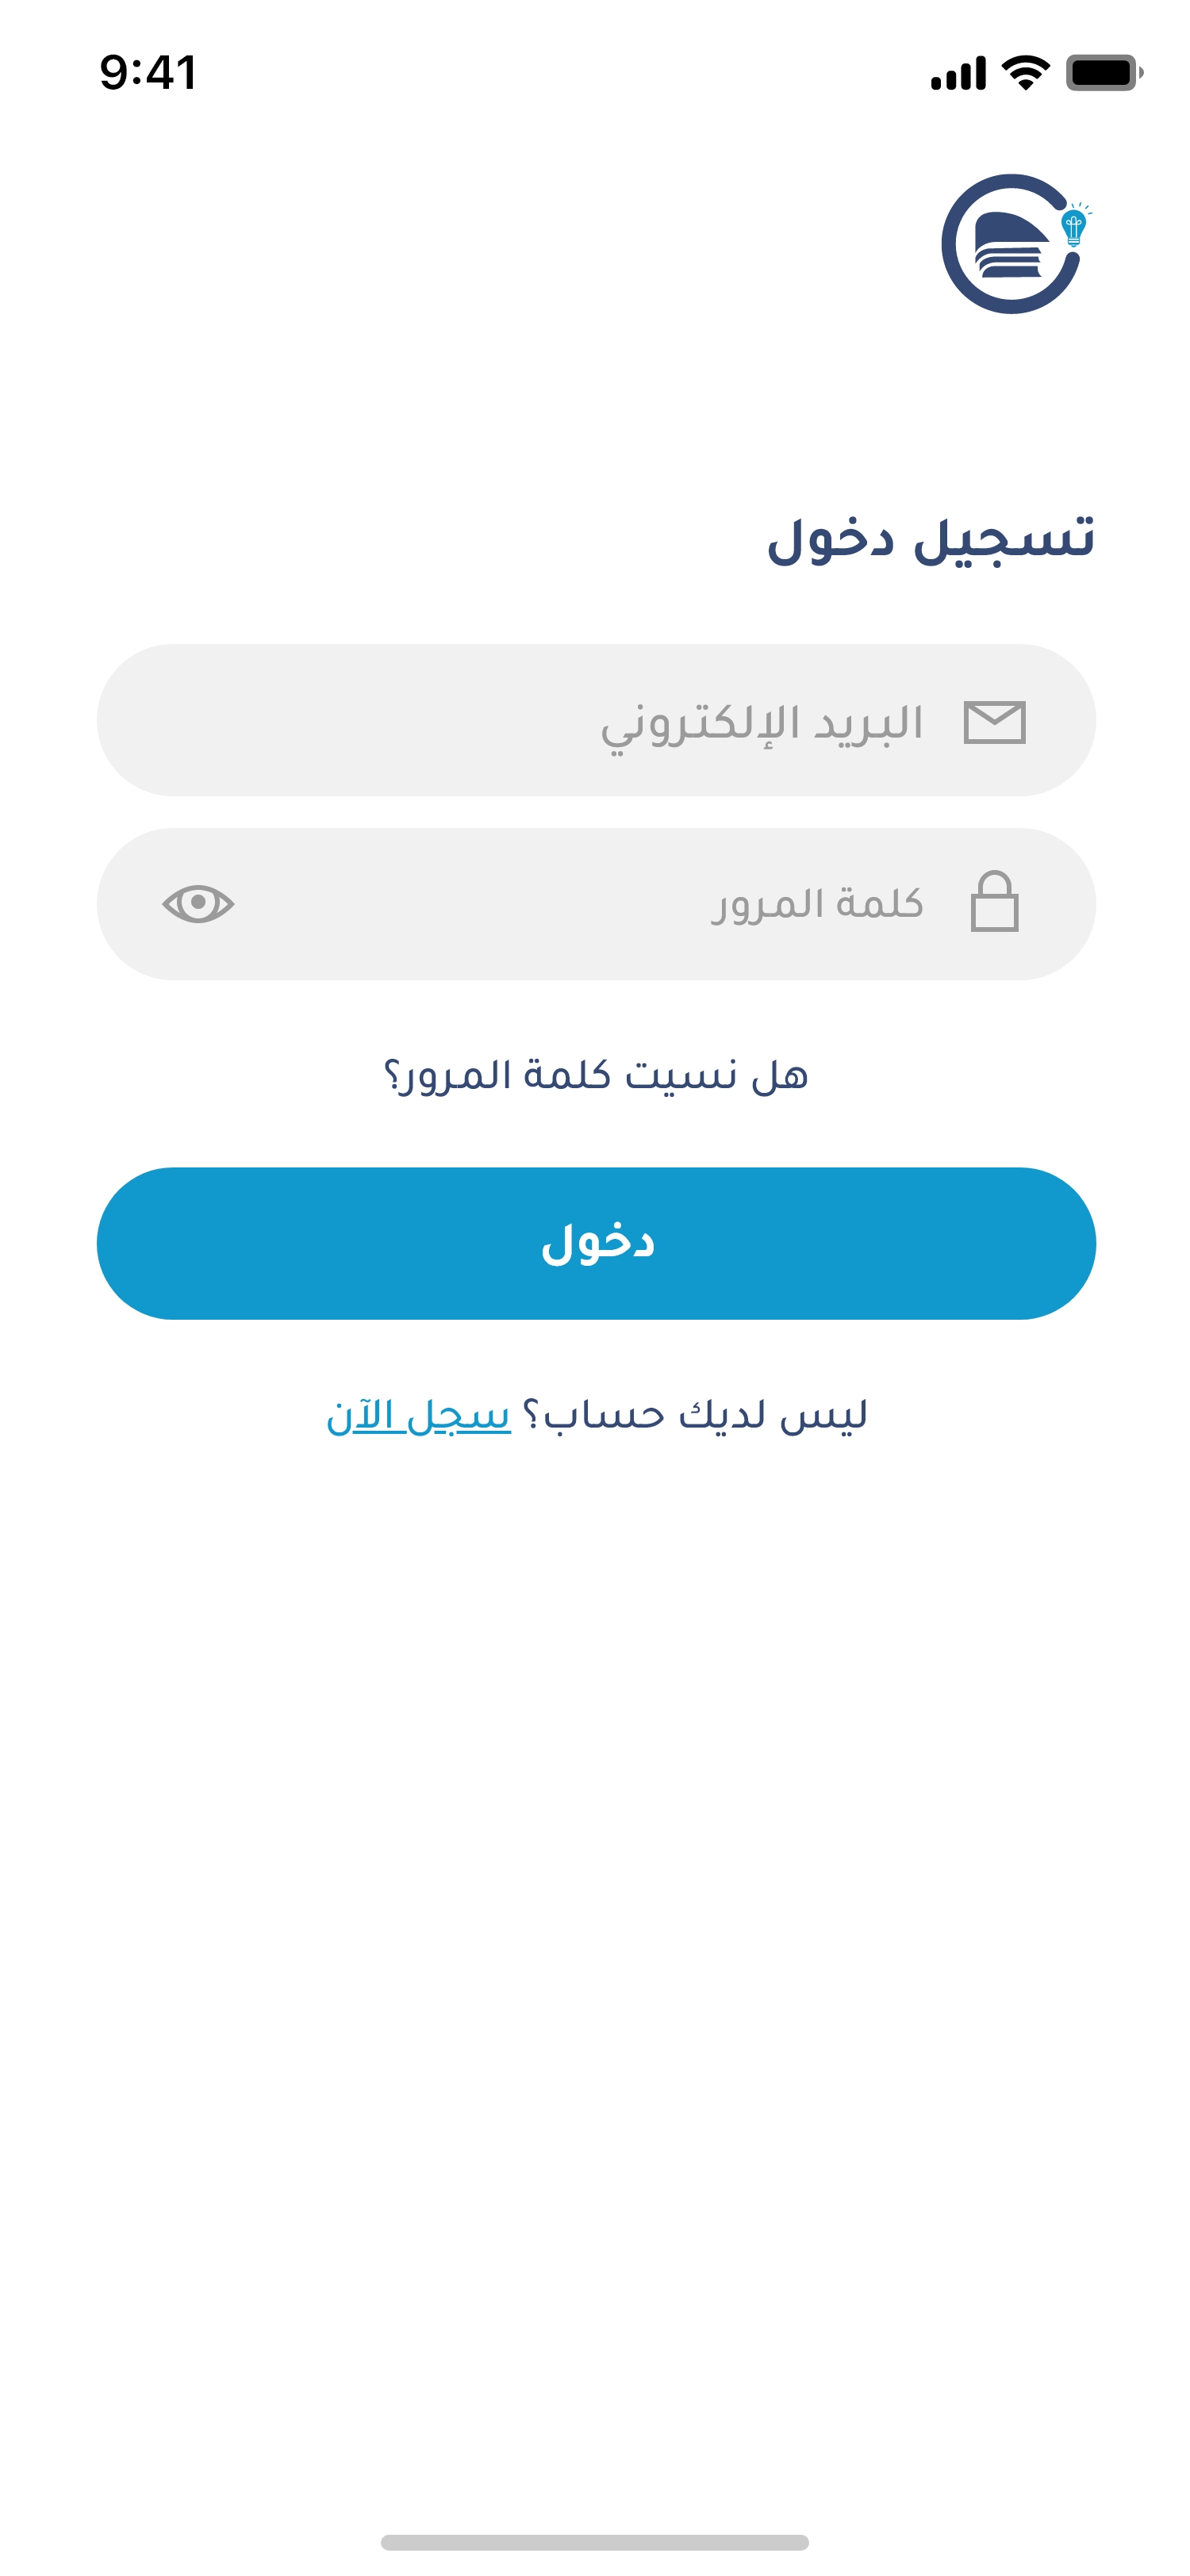 9:41
تسجيل دخول
البريد الإلكتروني
كلمة المرور
هل نسيت كلمة المرور؟
دخول
ليس لديك حساب؟ سجل الآن